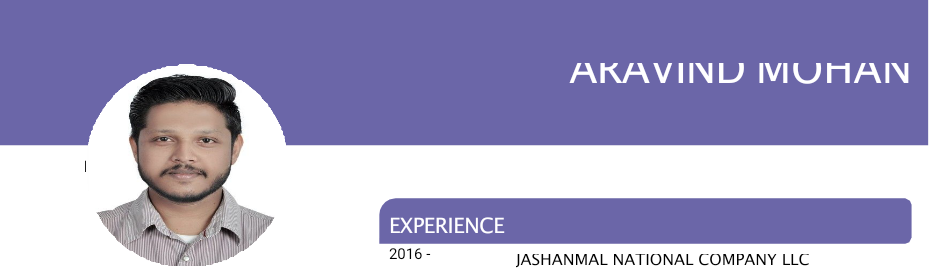 ARAVIND MOHAN
EXPERIENCE
2016 -
JASHANMAL NATIONAL COMPANY LLC